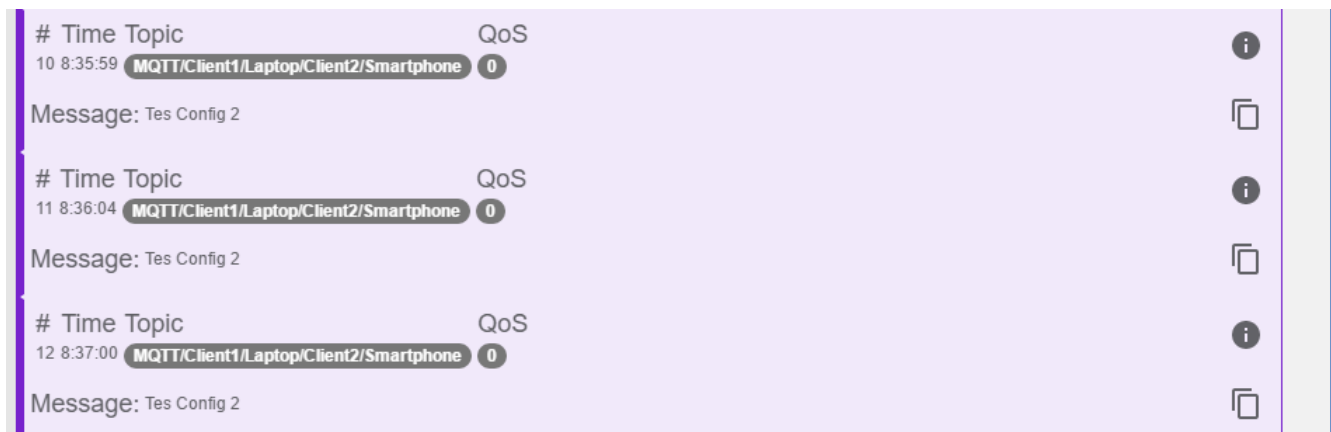 # Time Topic QoS
10 8:35:59 MQTT/Client1/Laptop/Client2/Smartphone 0
Message: Tes Config 2
# Time Topic QoS
11 8:36:04 MQTT/Client1/Laptop/Client2/Smartphone 0
Message: Tes Config 2
# Time Topic QoS
12 8:37:00 MQTT/Client1/Laptop/Client2/Smartphone 0
Message: Tes Config 2